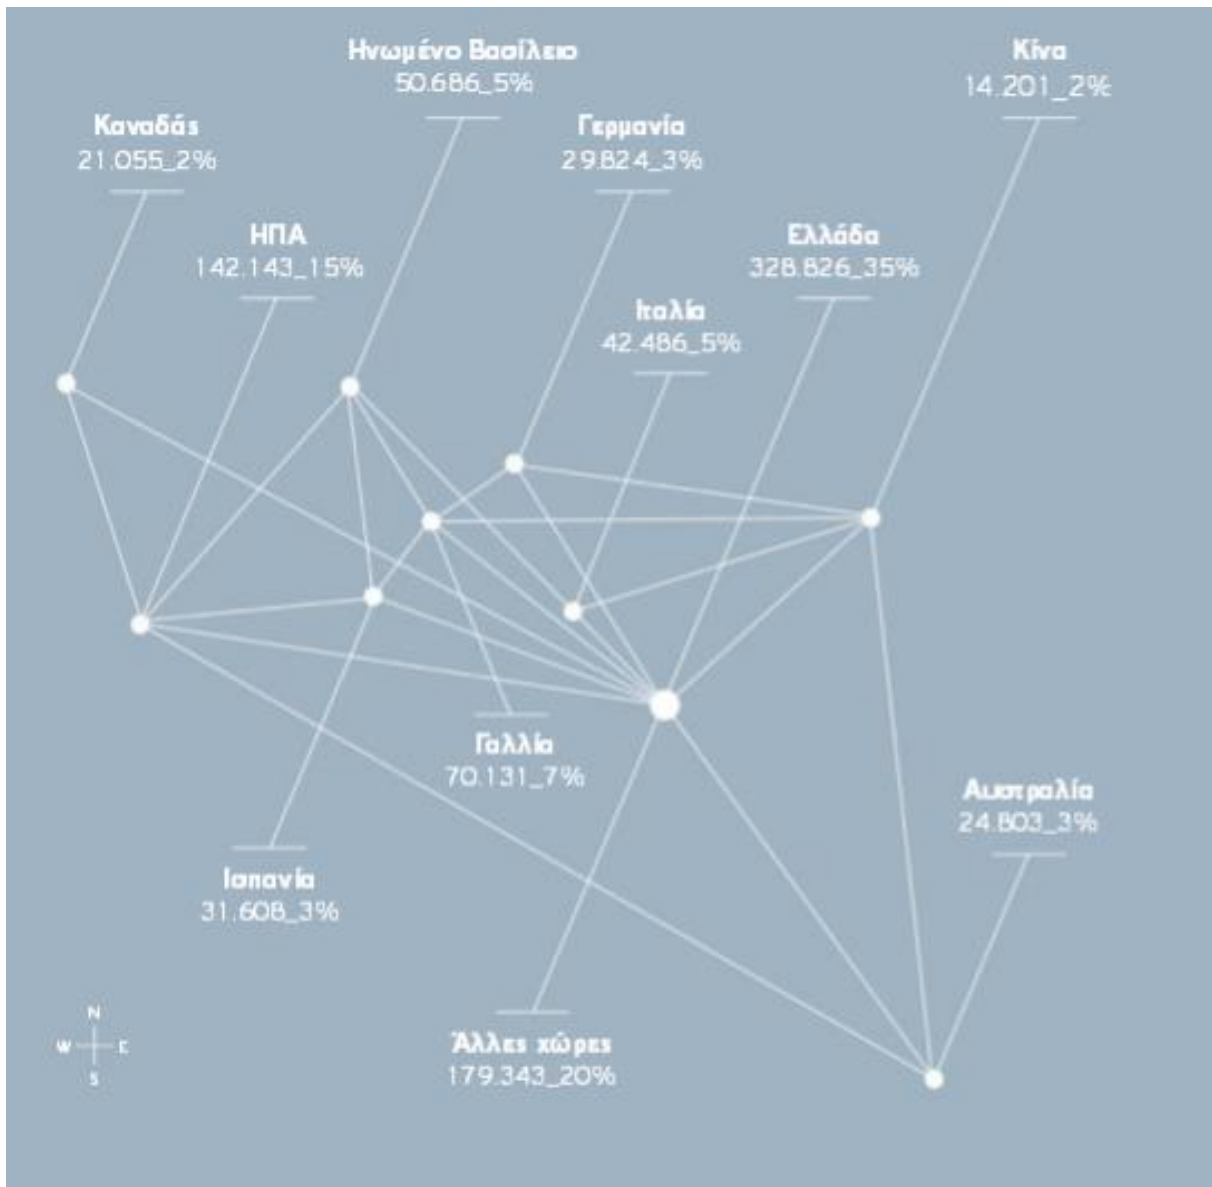 Ηνωμένο Βασίλειο
50.686_5%
Κίνα
14.201_2%
Καναδάς
21.055_2%
Γερμανία
29.824_3%
ΗΠΑ
142.143_15%
Ελλάδα
328.826_35%
Ιταλία
42.486_5%
Γαλλία
70.131_7%
Αυστραλία
24.803_3%
Ισπανία
31.608_3%
Άλλες χώρες
179.343_20%
N
W E
S